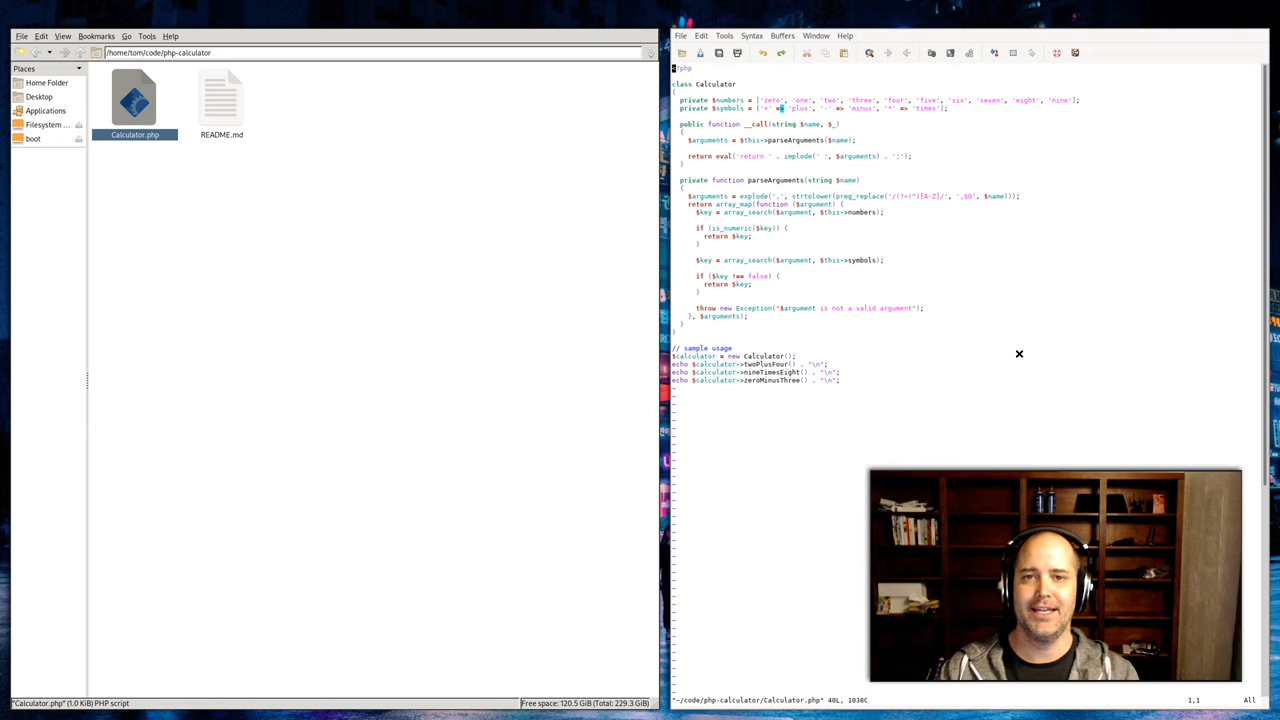 File Edit View Bookmarks Go Tools Help
/home/tom/code/php-calculator
Places
Home Folder
Desktop
Applications
Filesystem ...
boot
Calculator.php
README.md
"Calculator.php" (1.0 KiB) PHP script
Free space: 120.5 GiB (Total: 229.3 GiB)
File Edit Tools Syntax Buffers Window Help
<?php
class Calculator
{
private $numbers = ['zero', 'one', 'two', 'three', 'four', 'five', 'six', 'seven', 'eight', 'nine'];
private $symbols = ['+' => 'plus', '-' => 'minus', '*' => 'times'];
public function __call(string $name, $_)
{
$arguments = $this->parseArguments($name);
return eval('return ' . implode(' ', $arguments) . ';');
}
private function parseArguments(string $name)
{
$arguments = explode(',', strtolower(preg_replace('/(?<!^)[A-Z]/', ',$0', $name)));
return array_map(function ($argument) {
$key = array_search($argument, $this->numbers);
if (is_numeric($key)) {
return $key;
}
$key = array_search($argument, $this->symbols);
if ($key !== false) {
return $key;
}
throw new Exception("$argument is not a valid argument");
}, $arguments);
}
}
// sample usage
$calculator = new Calculator();
echo $calculator->twoPlusFour() . "\n";
echo $calculator->nineTimesEight() . "\n";
echo $calculator->zeroMinusThree() . "\n";
"~/code/php-calculator/Calculator.php" 40L, 1038C
1,1
All